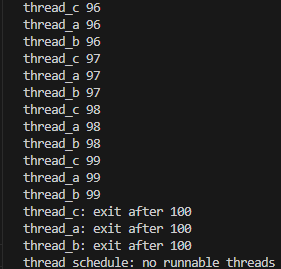 thread_c 96
thread_a 96
thread_b 96
thread_c 97
thread_a 97
thread_b 97
thread_c 98
thread_a 98
thread_b 98
thread_c 99
thread_a 99
thread_b 99
thread_c: exit after 100
thread_a: exit after 100
thread_b: exit after 100
thread_schedule: no runnable threads